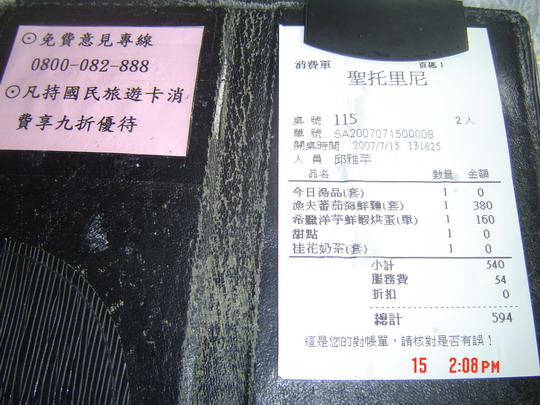 ⊙免費意見專線
0800-082-888
⊙凡持國民旅遊卡消
費享九折優待
消費單 頁碼 1
聖托里尼
桌 號 115 2 人
單 號 SA2007071500008
開桌時間 2007/7/15 131625
人 員 邱雅苹
品名 數量 金額
今日湯品(套) 1 0
漁夫蕃茄海鮮麵(套) 1 380
希臘洋芋鮮蝦烘蛋(單) 1 160
甜點 1 0
桂花奶茶(套) 1 0
小計 540
服務費 54
折扣 0
總計 594
這是您的對帳單，請核對是否有誤！
15 2:08PM